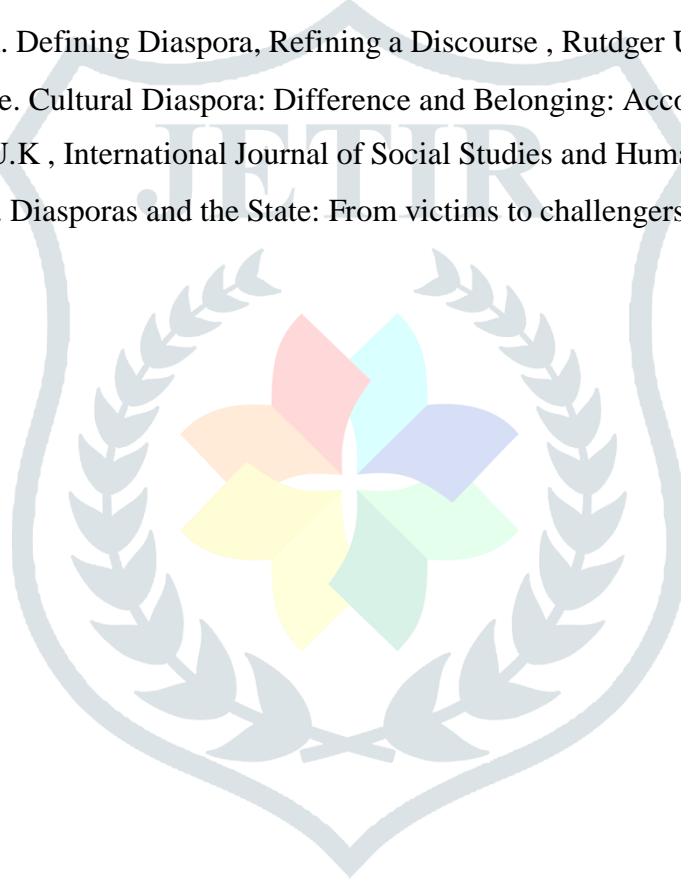 . Defining Diaspora, Refining a Discourse , Rutdger U
e. Cultural Diaspora: Difference and Belonging: Acco
U.K , International Journal of Social Studies and Huma
. Diasporas and the State: From victims to challengers
JETIR